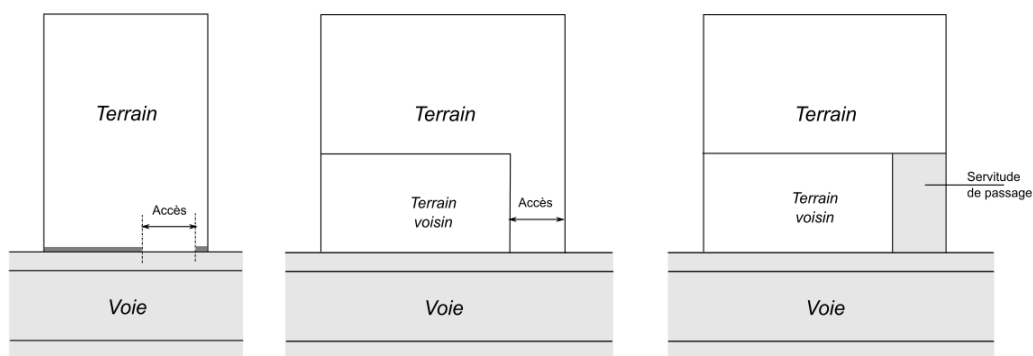 Terrain
Accès
Voie
Terrain
Terrain
voisin
Accès
Voie
Terrain
Terrain
voisin
Servitude
de passage
Voie